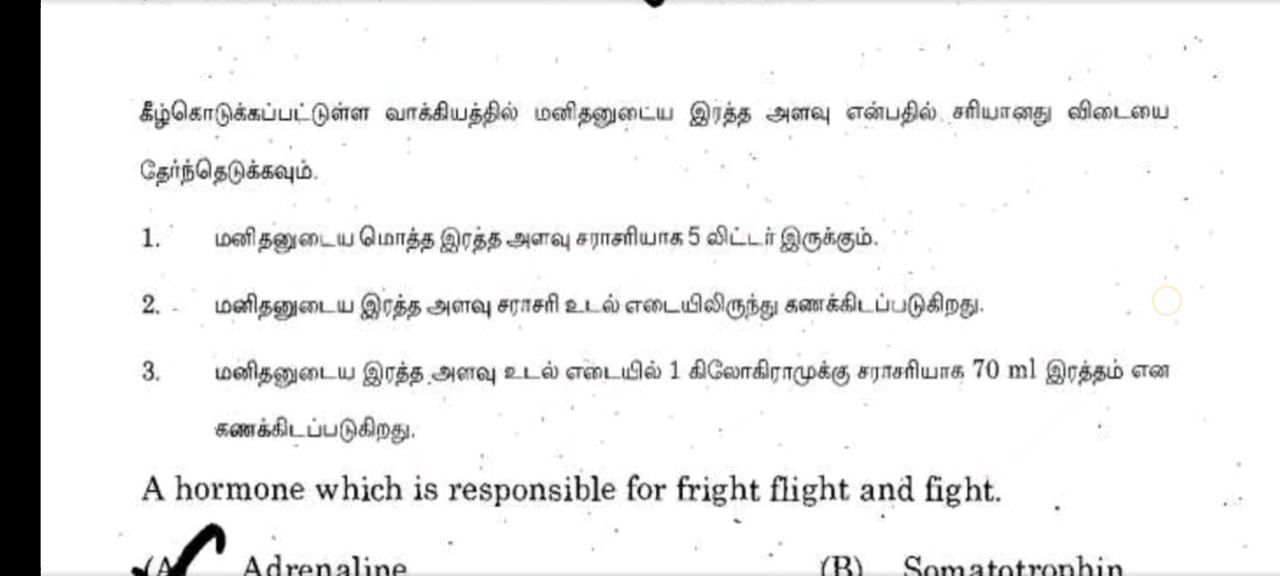 கீழ்கொடுக்கப்பட்டுள்ள வாக்கியத்தில் மனிதனுடைய இரத்த அளவு என்பதில் சரியானது விடையை
தேர்ந்தெடுக்கவும்.
1. மனிதனுடைய மொத்த இரத்த அளவு சராசரியாக 5 லிட்டர் இருக்கும்.
2. மனிதனுடைய இரத்த அளவு சராசரி உடல் எடையிலிருந்து கணக்கிடப்படுகிறது.
3. மனிதனுடைய இரத்த அளவு உடல் எடையில் 1 கிலோகிராமுக்கு சராசரியாக 70 ml இரத்தம் என
கணக்கிடப்படுகிறது.
A hormone which is responsible for fright flight and fight.
(A) Adrenaline (B) Somatotrophin